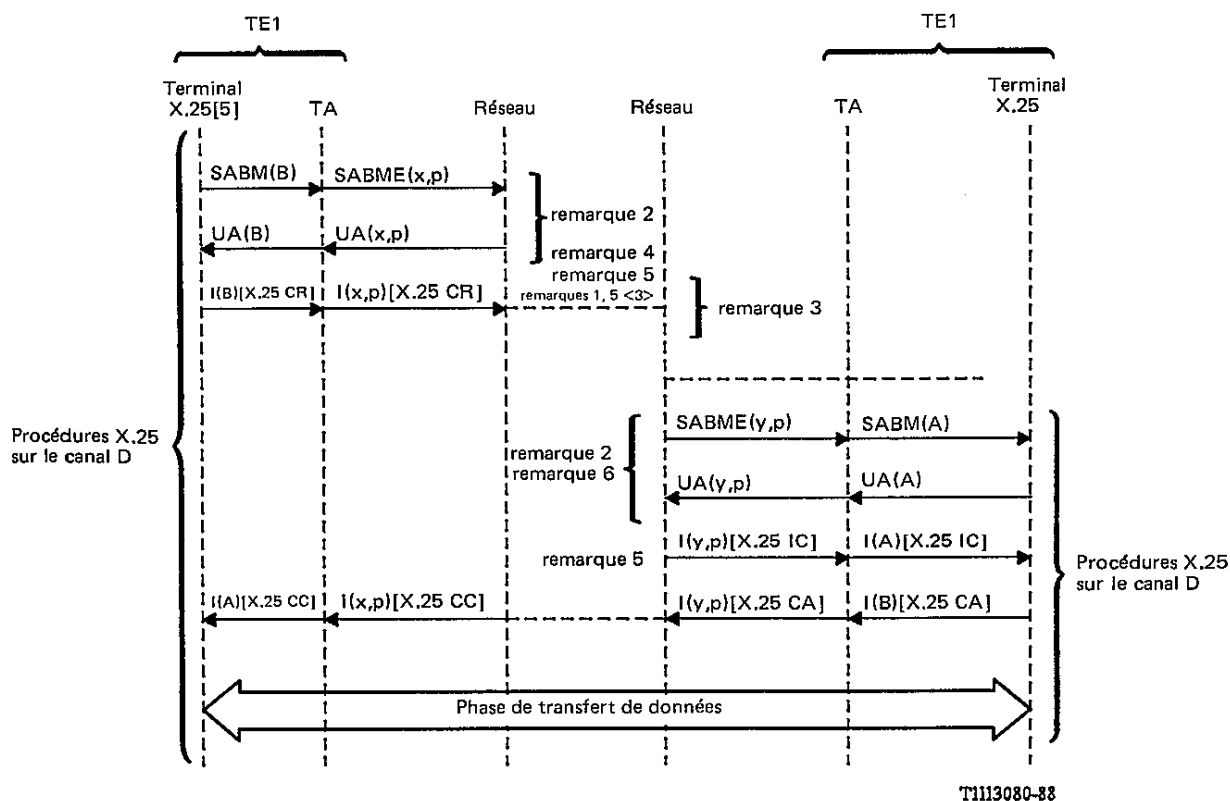 TE1
TE1
Terminal
X.25[5]
TA
Réseau
Réseau
TA
Terminal
X.25
SABM(B)
SABME(x,p)
remarque 2
UA(B)
UA(x,p)
remarque 4
remarque 5
I(B)[X.25 CR]
I(x,p)[X.25 CR]
remarques 1, 5 <3>
remarque 3
Procédures X.25
sur le canal D
SABME(y,p)
SABM(A)
remarque 2
remarque 6
UA(y,p)
UA(A)
remarque 5
I(y,p)[X.25 IC]
I(A)[X.25 IC]
Procédures X.25
sur le canal D
I(A)[X.25 CC]
I(x,p)[X.25 CC]
I(y,p)[X.25 CA]
I(B)[X.25 CA]
Phase de transfert de données
T1113080-88